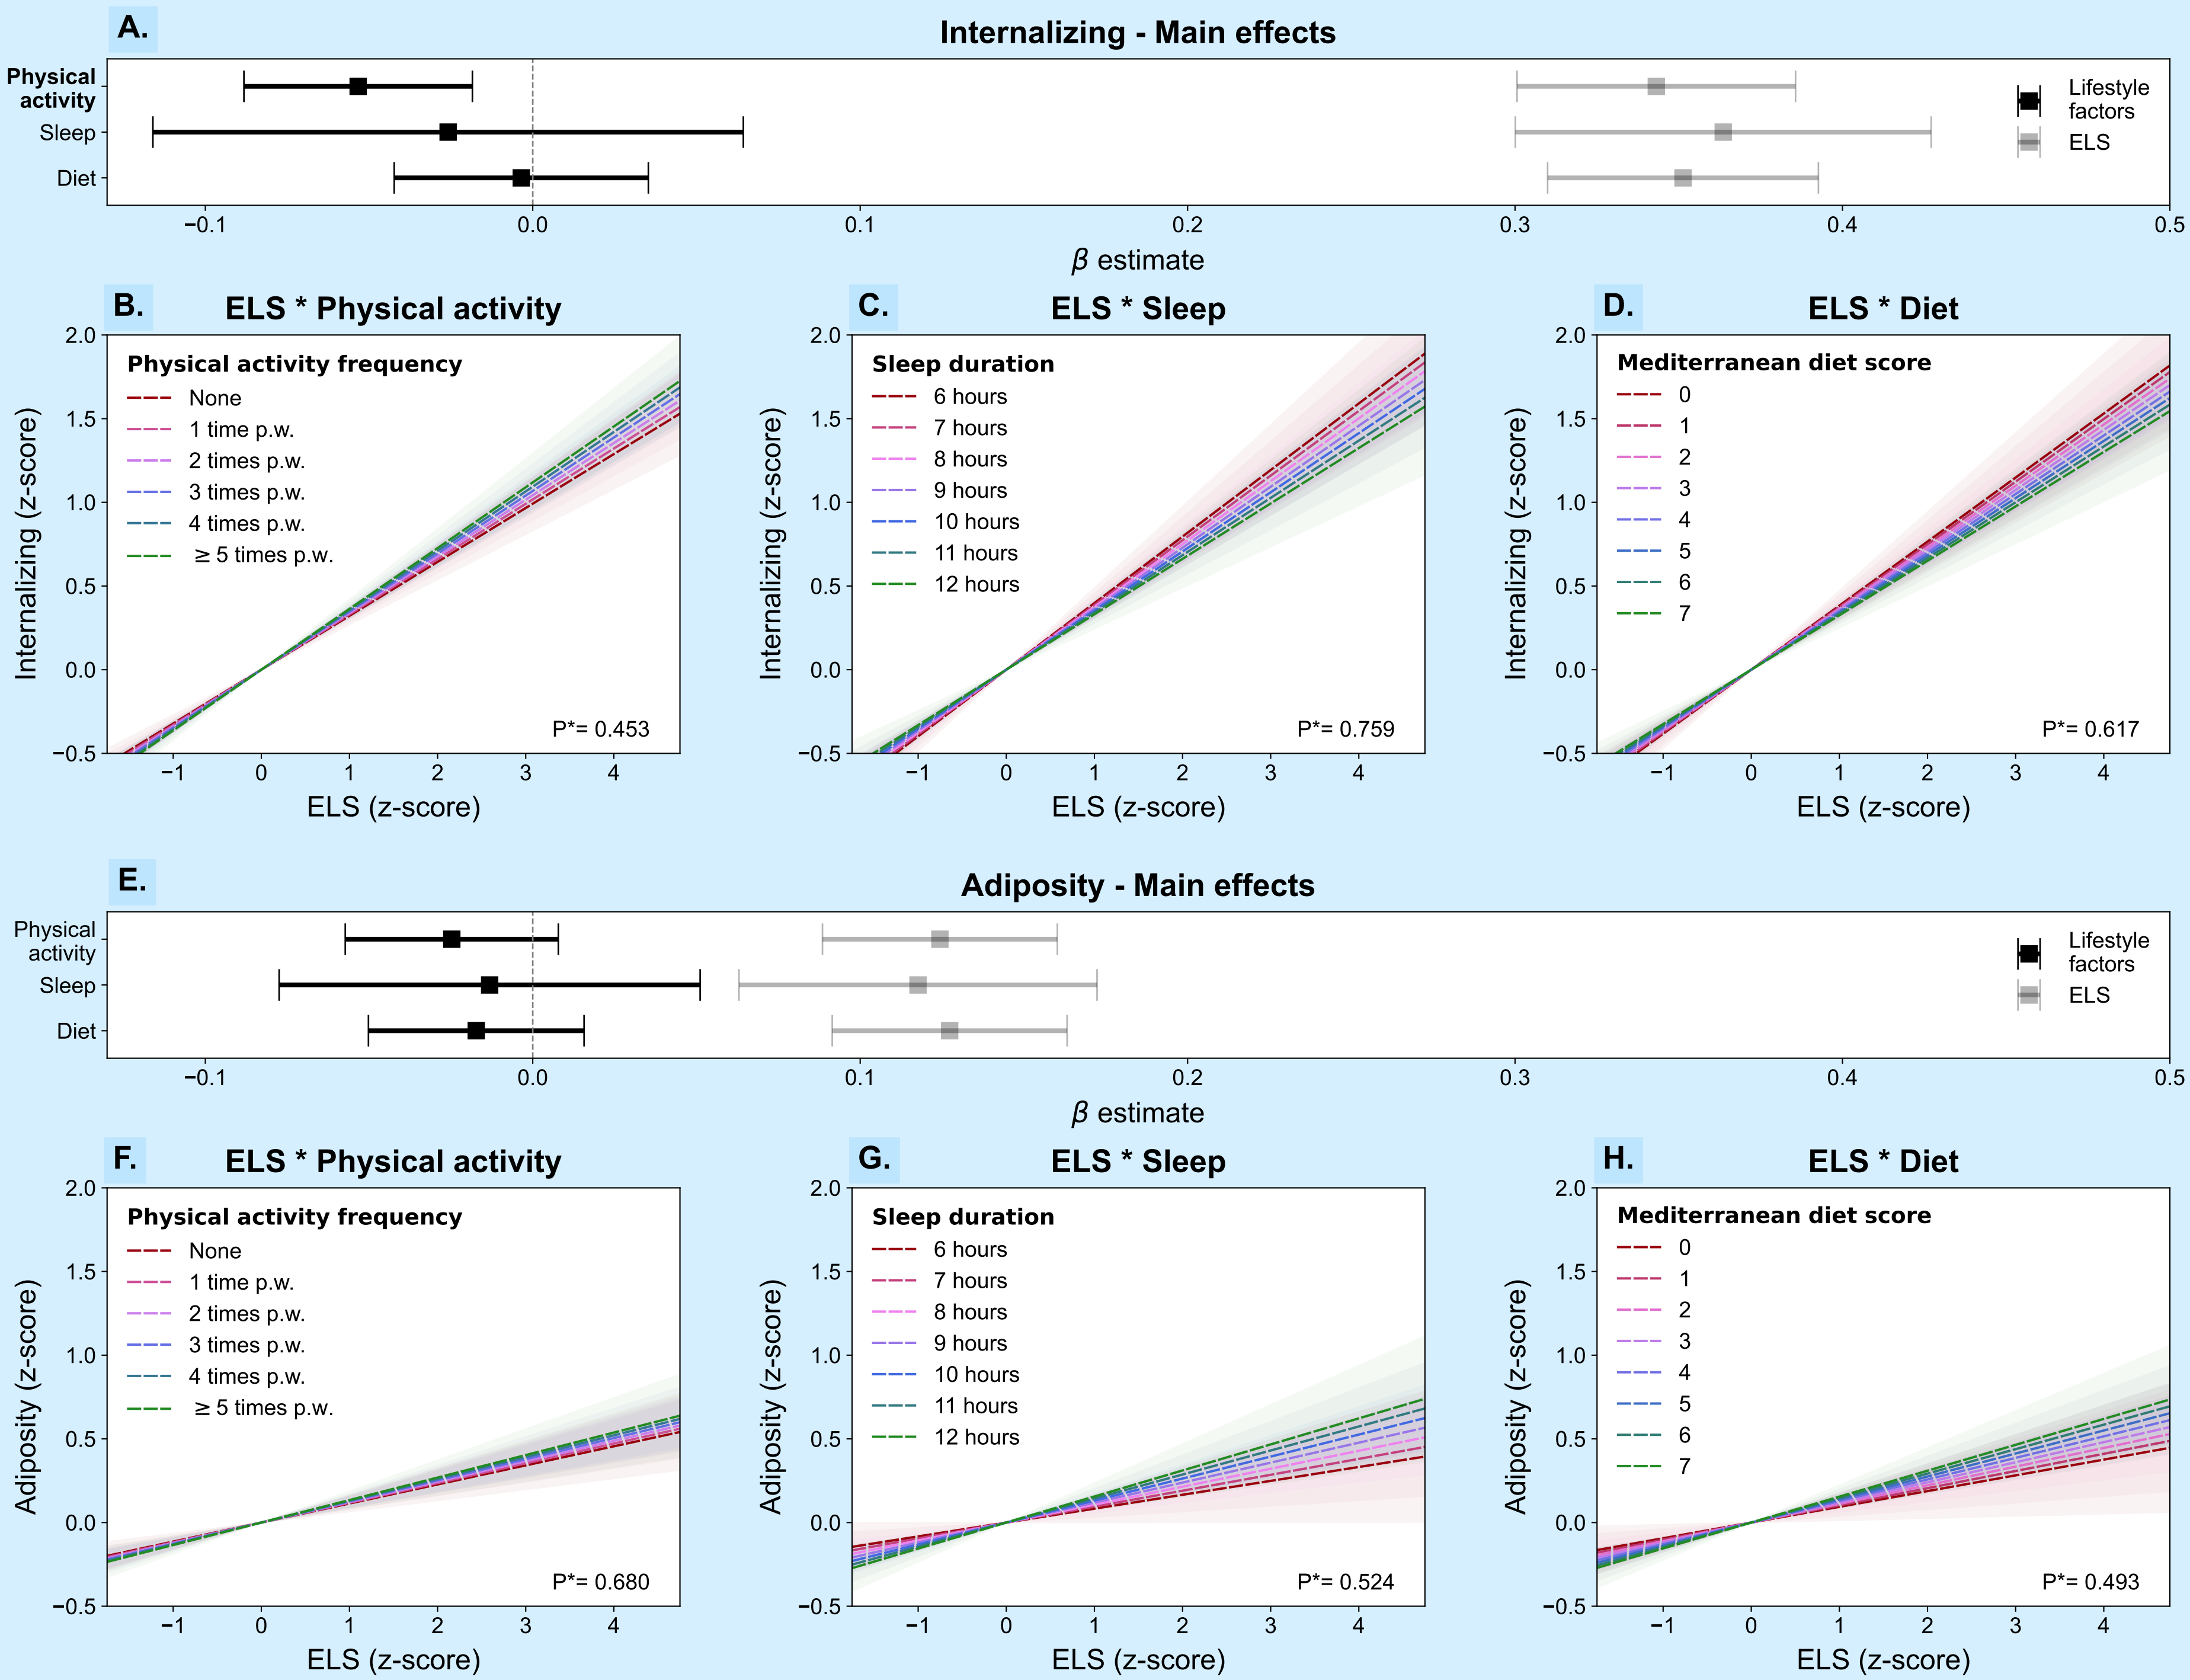 A.
Internalizing - Main effects
Physical
activity
Sleep
Diet
Lifestyle
factors
ELS
−0.1 0.0 0.1 0.2 0.3 0.4 0.5
β estimate
B.
ELS * Physical activity
Internalizing (z-score)
2.0
1.5
1.0
0.5
0.0
−0.5
Physical activity frequency
None
1 time p.w.
2 times p.w.
3 times p.w.
4 times p.w.
≥ 5 times p.w.
P*= 0.453
−1 0 1 2 3 4
ELS (z-score)
C.
ELS * Sleep
Internalizing (z-score)
2.0
1.5
1.0
0.5
0.0
−0.5
Sleep duration
6 hours
7 hours
8 hours
9 hours
10 hours
11 hours
12 hours
P*= 0.759
−1 0 1 2 3 4
ELS (z-score)
D.
ELS * Diet
Internalizing (z-score)
2.0
1.5
1.0
0.5
0.0
−0.5
Mediterranean diet score
0
1
2
3
4
5
6
7
P*= 0.617
−1 0 1 2 3 4
ELS (z-score)
E.
Adiposity - Main effects
Physical
activity
Sleep
Diet
Lifestyle
factors
ELS
−0.1 0.0 0.1 0.2 0.3 0.4 0.5
β estimate
F.
ELS * Physical activity
Adiposity (z-score)
2.0
1.5
1.0
0.5
0.0
−0.5
Physical activity frequency
None
1 time p.w.
2 times p.w.
3 times p.w.
4 times p.w.
≥ 5 times p.w.
P*= 0.680
−1 0 1 2 3 4
ELS (z-score)
G.
ELS * Sleep
Adiposity (z-score)
2.0
1.5
1.0
0.5
0.0
−0.5
Sleep duration
6 hours
7 hours
8 hours
9 hours
10 hours
11 hours
12 hours
P*= 0.524
−1 0 1 2 3 4
ELS (z-score)
H.
ELS * Diet
Adiposity (z-score)
2.0
1.5
1.0
0.5
0.0
−0.5
Mediterranean diet score
0
1
2
3
4
5
6
7
P*= 0.493
−1 0 1 2 3 4
ELS (z-score)